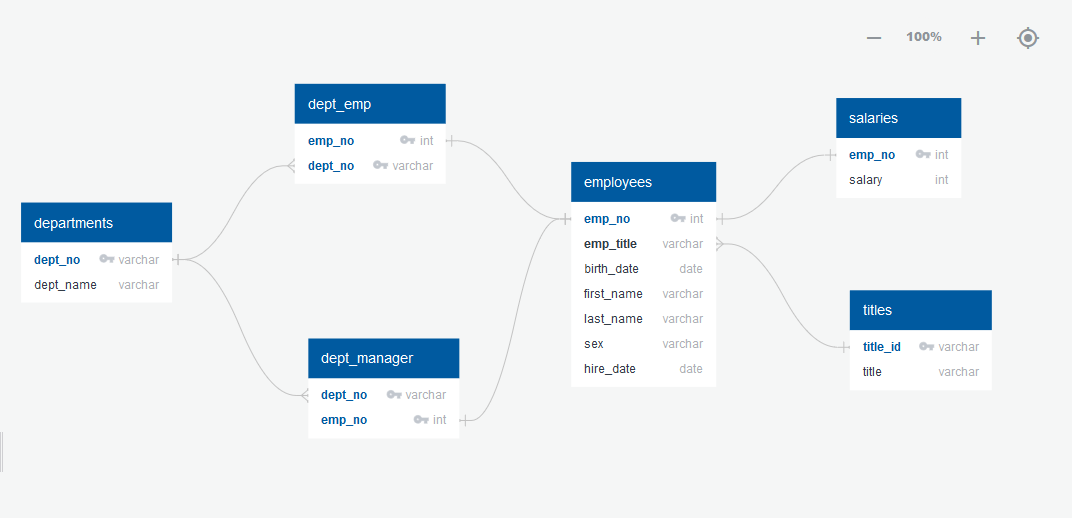 100%
dept_emp
emp_no int
dept_no varchar
departments
dept_no varchar
dept_name varchar
dept_manager
dept_no varchar
emp_no int
employees
emp_no int
emp_title varchar
birth_date date
first_name varchar
last_name varchar
sex varchar
hire_date date
salaries
emp_no int
salary int
titles
title_id varchar
title varchar